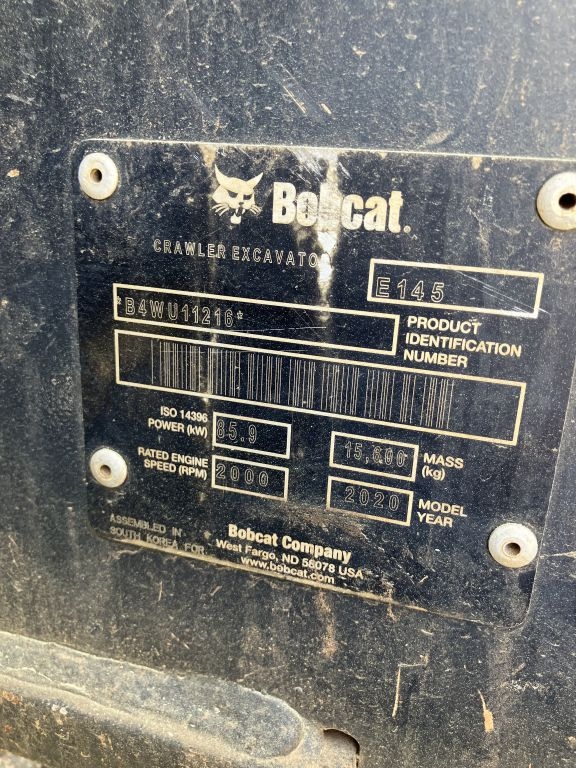 Bobcat.
CRAWLER EXCAVATOR
E145
*B4WU11216*
PRODUCT
IDENTIFICATION
NUMBER
ISO 14396
POWER (kW)
85.9
15,600
MASS
(kg)
RATED ENGINE
SPEED (RPM)
2000
2020
MODEL
YEAR
ASSEMBLED IN
SOUTH KOREA FOR:
Bobcat Company
West Fargo, ND 58078 USA
www.bobcat.com